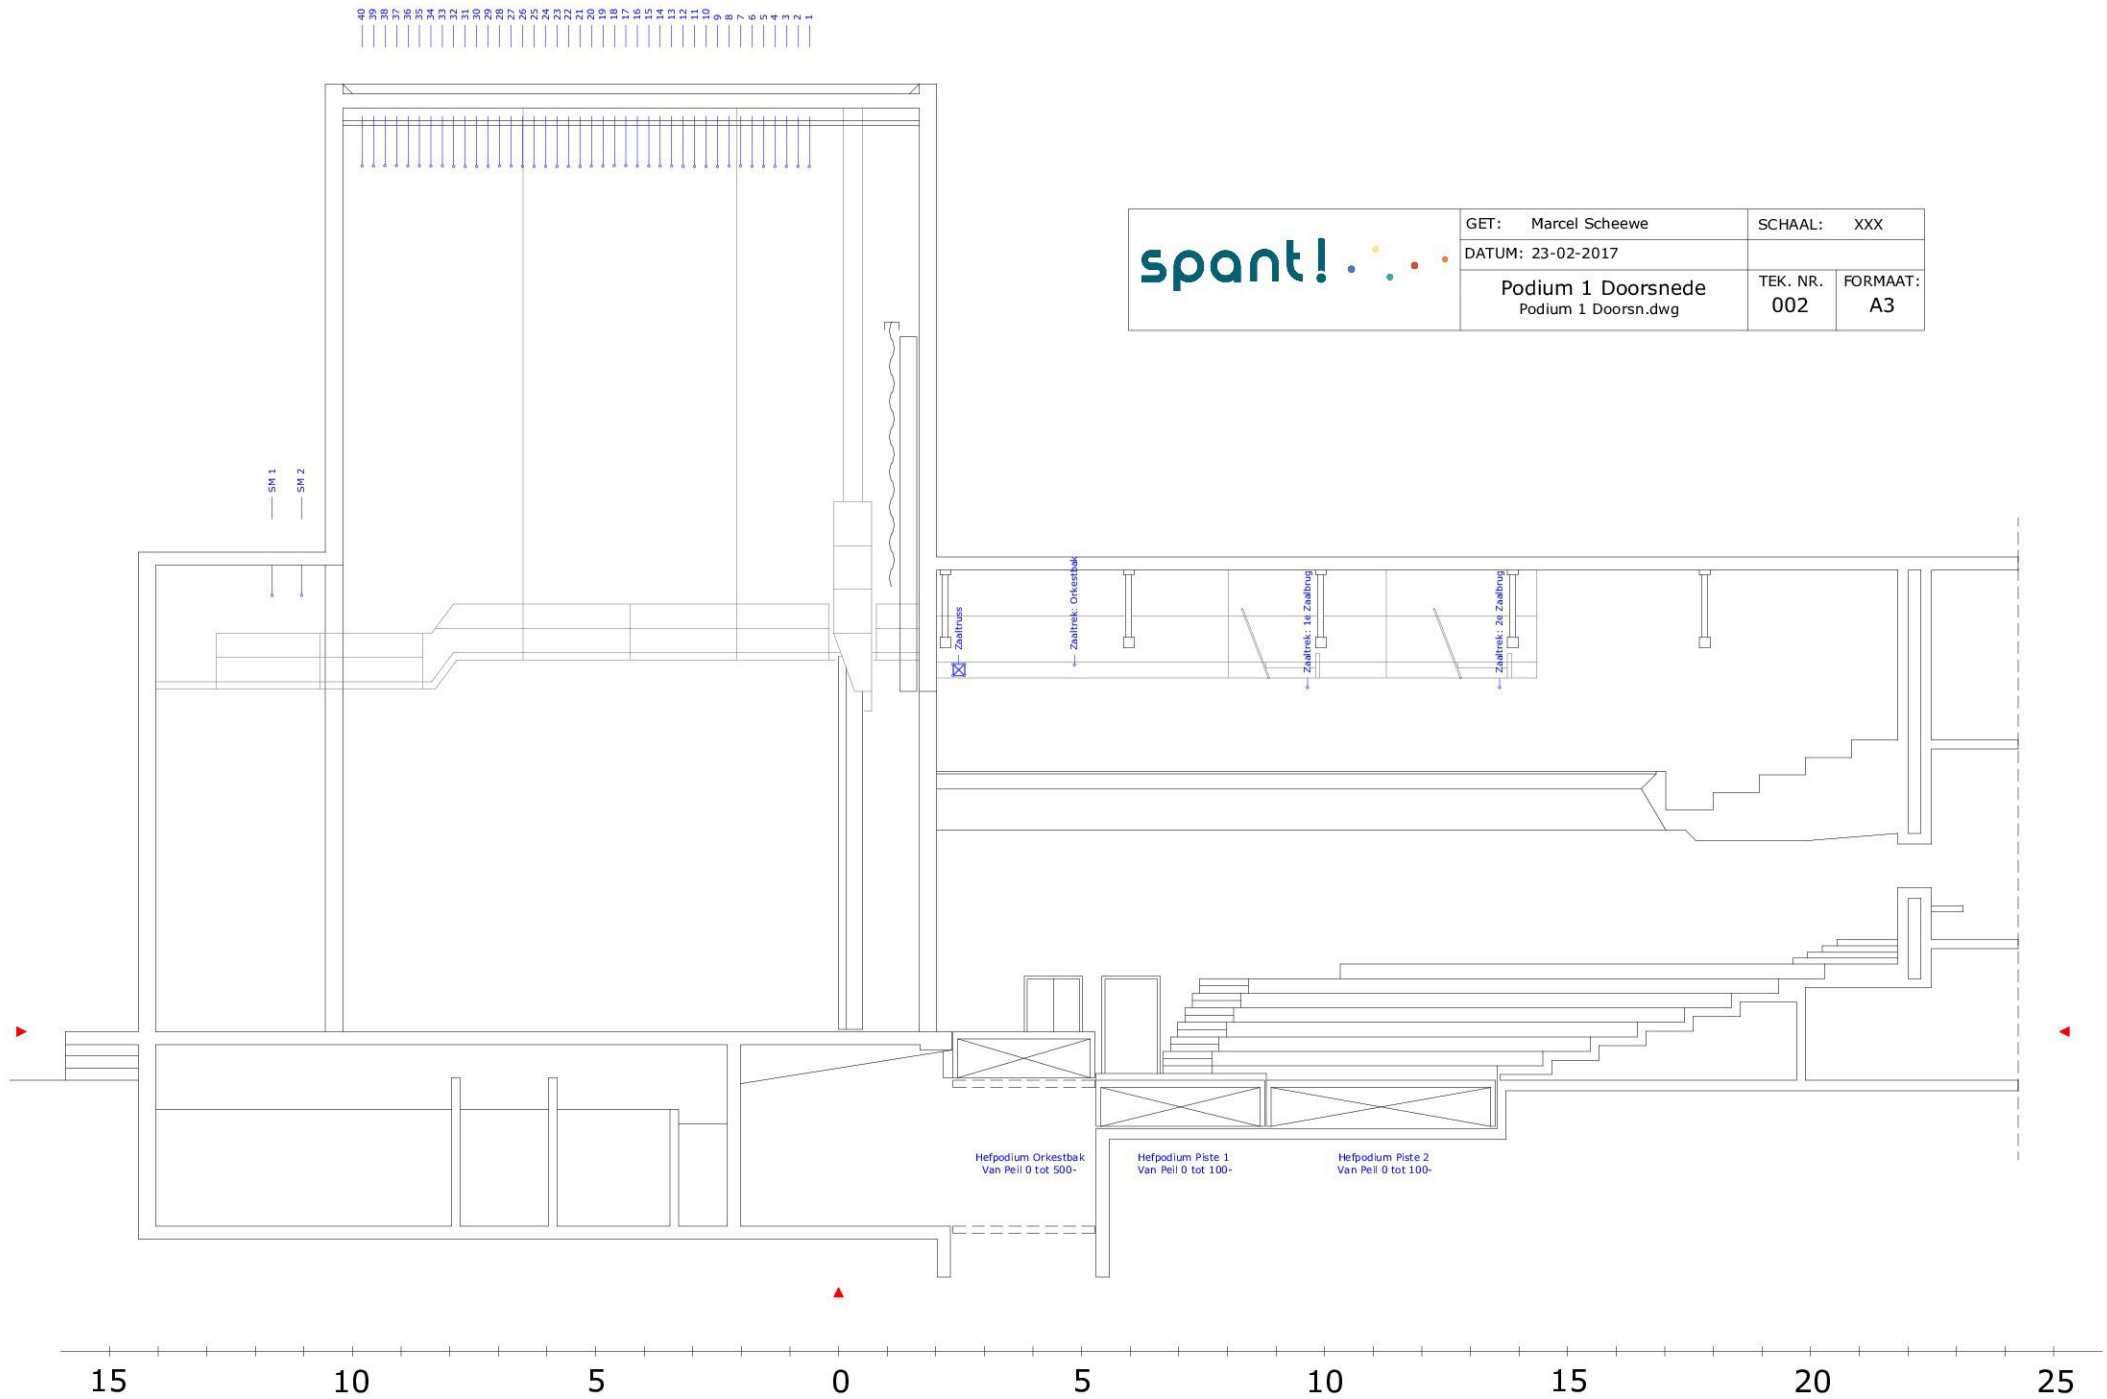 40 39 38 37 36 35 34 33 32 31 30 29 28 27 26 25 24 23 22 21 20 19 18 17 16 15 14 13 12 11 10 9 8 7 6 5 4 3 2 1
spant!
GET: Marcel Scheewe
SCHAAL: XXX
DATUM: 23-02-2017
Podium 1 Doorsnede
Podium 1 Doorsn.dwg
TEK. NR.
002
FORMAAT:
A3
SM 1
SM 2
Zaaltruss
Zaaltrek: Orkestbak
Zaaltrek: 1e Zaalbrug
Zaaltrek: 2e Zaalbrug
Hefpodium Orkestbak
Van Peil 0 tot 500-
Hefpodium Piste 1
Van Peil 0 tot 100-
Hefpodium Piste 2
Van Peil 0 tot 100-
15 10 5 0 5 10 15 20 25